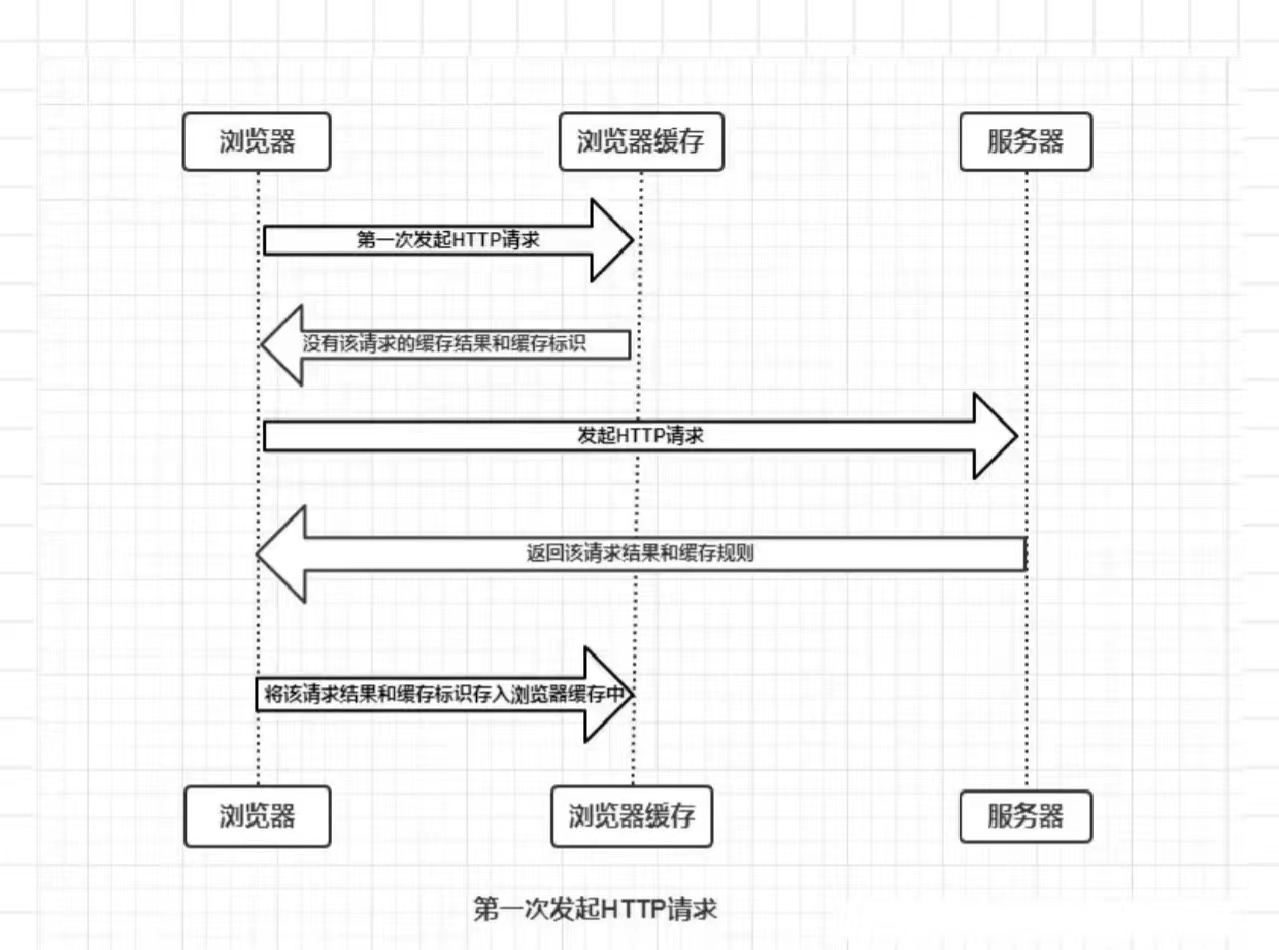 浏览器
浏览器缓存
服务器
第一次发起HTTP请求
没有该请求的缓存结果和缓存标识
发起HTTP请求
返回该请求结果和缓存规则
将该请求结果和缓存标识存入浏览器缓存中
浏览器
浏览器缓存
服务器
第一次发起HTTP请求